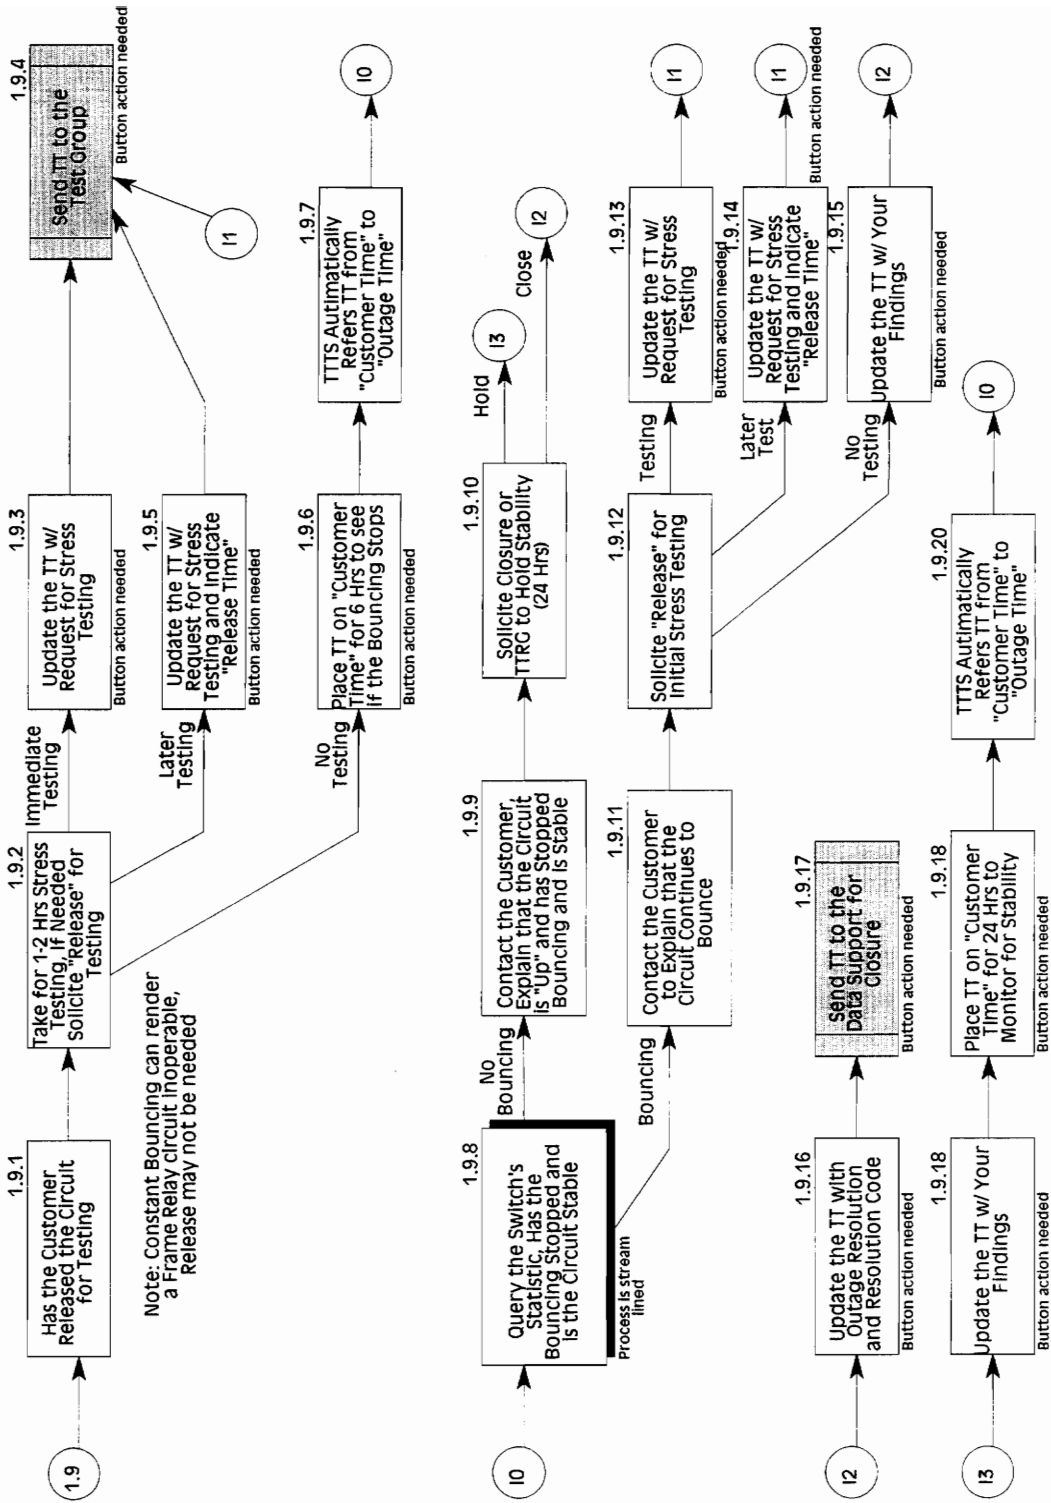 1.9
1.9.1
Has the Customer
Released the Circuit
for Testing
1.9.2
Take for 1-2 Hrs Stress
Testing, if Needed
Solicite "Release" for
Testing
Note: Constant Bouncing can render
a Frame Relay circuit inoperable,
Release may not be needed
Immediate
Testing
1.9.3
Update the TT w/
Request for Stress
Testing
Button action needed
1.9.4
Send TT to the
Test Group
Button action needed
I1
Later
Testing
1.9.5
Update the TT w/
Request for Stress
Testing and Indicate
"Release Time"
Button action needed
No
Testing
1.9.6
Place TT on "Customer
Time" for 6 Hrs to see
if the Bouncing Stops
Button action needed
1.9.7
TTTS Autimatically
Refers TT from
"Customer Time" to
"Outage Time"
I0
I0
1.9.8
Query the Switch's
Statistic, Has the
Bouncing Stopped and
is the Circuit Stable
Process is stream
lined
No
Bouncing
1.9.9
Contact the Customer,
Explain that the Circuit
is "Up" and has Stopped
Bouncing and is Stable
1.9.10
Solicite Closure or
TTRG to Hold Stability
(24 Hrs)
Hold
I3
Close
I2
Bouncing
1.9.11
Contact the Customer
to Explain that the
Circuit Continues to
Bounce
1.9.12
Solicite "Release" for
Initial Stress Testing
Testing
1.9.13
Update the TT w/
Request for Stress
Testing
Button action needed
I1
Later
Test
1.9.14
Update the TT w/
Request for Stress
Testing and Indicate
"Release Time"
Button action needed
I1
No
Testing
1.9.15
Update the TT w/ Your
Findings
Button action needed
I2
I2
1.9.16
Update the TT with
Outage Resolution
and Resolution Code
Button action needed
1.9.17
Send TT to the
Data Support for
Closure
Button action needed
I3
1.9.18
Update the TT w/ Your
Findings
Button action needed
1.9.18
Place TT on "Customer
Time" for 24 Hrs to
Monitor for Stability
Button action needed
1.9.20
TTTS Autimatically
Refers TT from
"Customer Time" to
"Outage Time"
I0